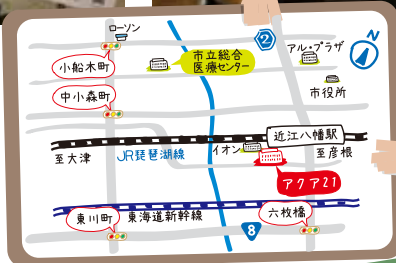 ローソン
N
2
アル・プラザ
小船木町
市立総合
医療センター
中小森町
市役所
近江八幡駅
至大津
JR琵琶湖線
イオン
至彦根
アクア21
東川町
東海道新幹線
六枚橋
8